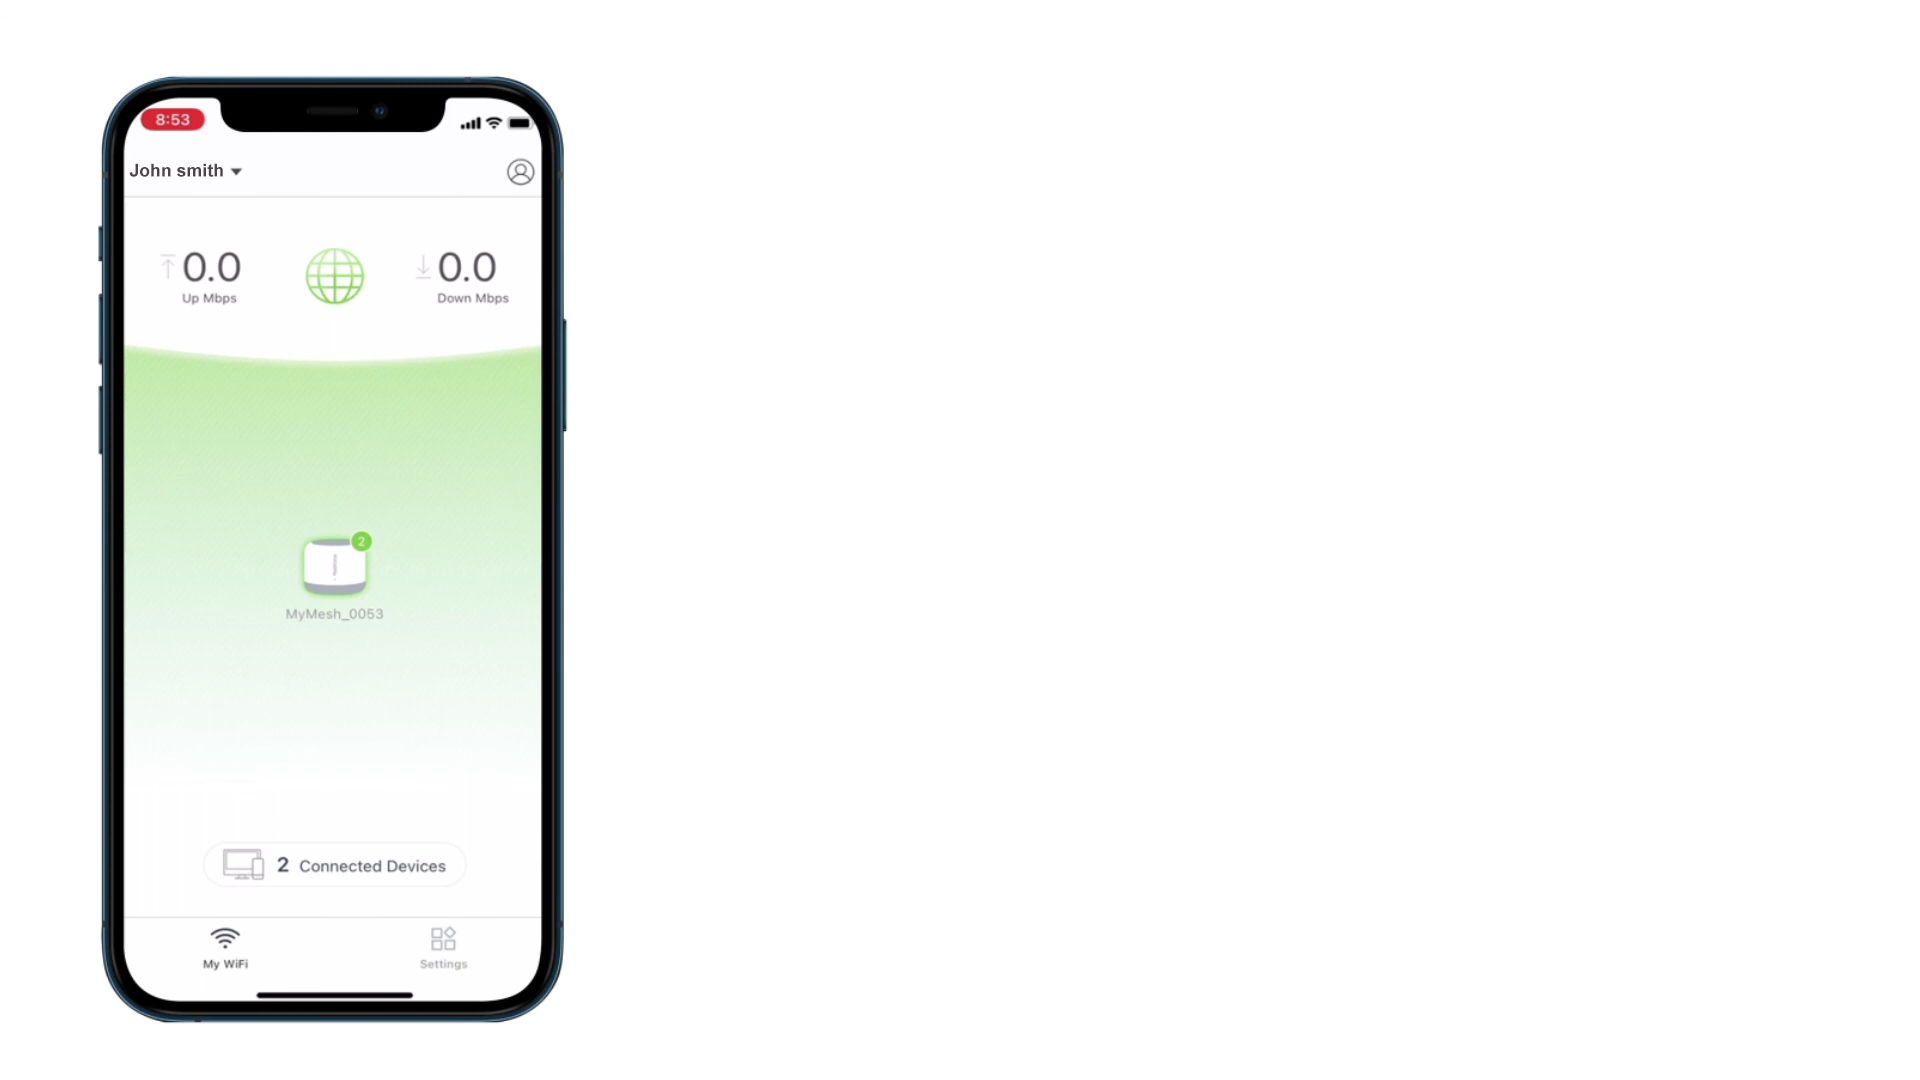 8:53
John smith
0.0
Up Mbps
0.0
Down Mbps
2
MyMesh_0053
2 Connected Devices
My WiFi
Settings